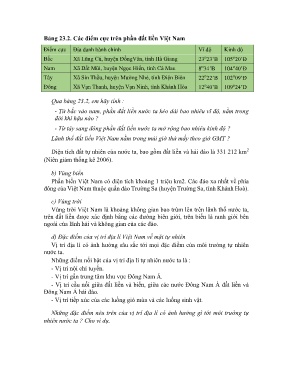 Bảng 23.2. Các điểm cực trên phần đất liền Việt Nam
Điểm cực Địa danh hành chính Vĩ độ Kinh độ
Bắc Xã Lũng Cú, huyện Đồng Văn, tỉnh Hà Giang 23°23'B 105°20'Đ
Nam Xã Đất Mũi, huyện Ngọc Hiển, tỉnh Cà Mau 8°34'B 104°40'Đ
Tây Xã Sín Thầu, huyện Mường Nhé, tỉnh Điện Biên 22°22'B 102°09'Đ
Đông Xã Vạn Thạnh, huyện Vạn Ninh, tỉnh Khánh Hòa 12°40'B 109°24'Đ
Qua bảng 23.2, em hãy tính :
- Từ bắc vào nam, phần đất liền nước ta kéo dài bao nhiêu vĩ độ, nằm trong
đới khí hậu nào ?
- Từ tây sang đông phần đất liền nước ta mở rộng bao nhiêu kinh độ ?
Lãnh thổ đất liền Việt Nam nằm trong múi giờ thứ mấy theo giờ GMT ?
Diện tích đất tự nhiên của nước ta, bao gồm đất liền và hải đảo là 331 212 km²
(Niên giám thống kê 2006).
b) Vùng biển
Phần biển Việt Nam có diện tích khoảng 1 triệu km2. Các đảo xa nhất về phía
đông của Việt Nam thuộc quần đảo Trường Sa (huyện Trường Sa, tỉnh Khánh Hoà).
c) Vùng trời
Vùng trời Việt Nam là khoảng không gian bao trùm lên trên lãnh thổ nước ta,
trên đất liền được xác định bằng các đường biên giới, trên biển là ranh giới bên
ngoài của lãnh hải và không gian của các đảo.
d) Đặc điểm của vị trí địa lí Việt Nam về mặt tự nhiên
Vị trí địa lí có ảnh hưởng sâu sắc tới mọi đặc điểm của môi trường tự nhiên
nước ta.
Những điểm nổi bật của vị trí địa lí tự nhiên nước ta là :
- Vị trí nội chí tuyến.
- Vị trí gần trung tâm khu vực Đông Nam Á.
- Vị trí cầu nối giữa đất liền và biển, giữa các nước Đông Nam Á đất liền và
Đông Nam Á hải đảo.
- Vị trí tiếp xúc của các luồng gió mùa và các luồng sinh vật.
Những đặc điểm nêu trên của vị trí địa lí có ảnh hưởng gì tới môi trường tự
nhiên nước ta ? Cho ví dụ.